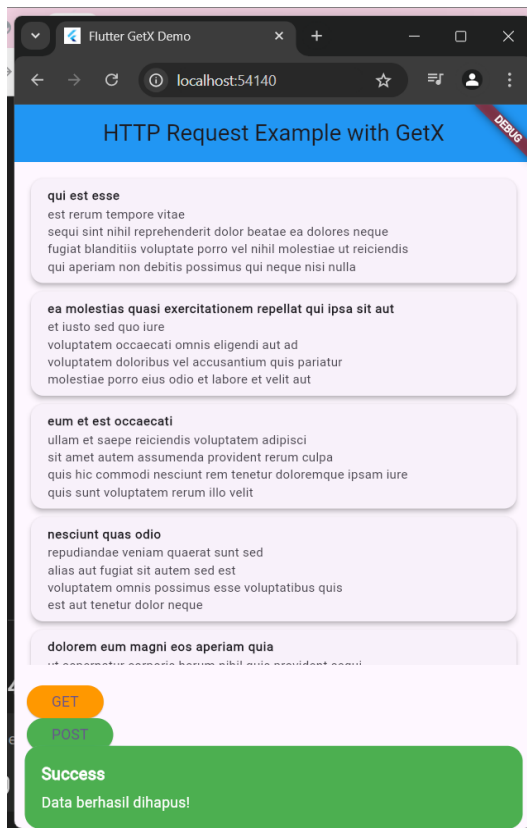 Flutter GetX Demo
localhost:54140
HTTP Request Example with GetX
DEBUG
qui est esse
est rerum tempore vitae
sequi sint nihil reprehenderit dolor beatae ea dolores neque
fugiat blanditiis voluptate porro vel nihil molestiae ut reiciendis
qui aperiam non debitis possimus qui neque nisi nulla
ea molestias quasi exercitationem repellat qui ipsa sit aut
et iusto sed quo iure
voluptatem occaecati omnis eligendi aut ad
voluptatem doloribus vel accusantium quis pariatur
molestiae porro eius odio et labore et velit aut
eum et est occaecati
ullam et saepe reiciendis voluptatem adipisci
sit amet autem assumenda provident rerum culpa
quis hic commodi nesciunt rem tenetur doloremque ipsam iure
quis sunt voluptatem rerum illo velit
nesciunt quas odio
repudiandae veniam quaerat sunt sed
alias aut fugiat sit autem sed est
voluptatem omnis possimus esse voluptatibus quis
est aut tenetur dolor neque
dolorem eum magni eos aperiam quia
GET
POST
Success
Data berhasil dihapus!